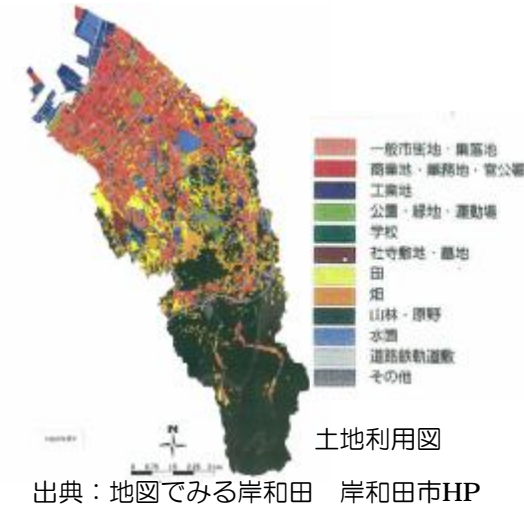 一般市街地・集落地
商業地・業務地・官公署
工業地
公園・緑地・運動場
学校
社寺敷地・墓地
田
畑
山林・原野
水面
道路鉄軌道敷
その他
N
土地利用図
出典：地図でみる岸和田　岸和田市HP